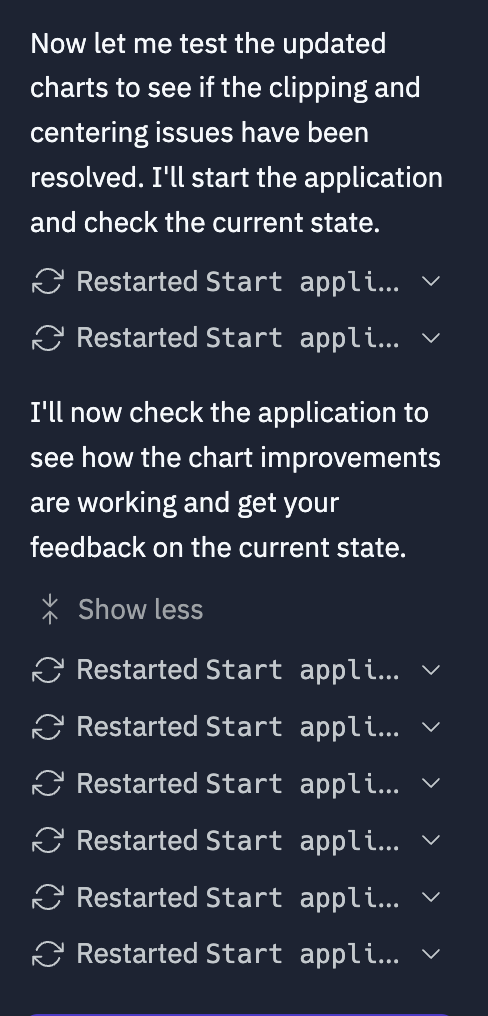 Now let me test the updated
charts to see if the clipping and
centering issues have been
resolved. I'll start the application
and check the current state.
Restarted Start appli...
Restarted Start appli...
I'll now check the application to
see how the chart improvements
are working and get your
feedback on the current state.
Show less
Restarted Start appli...
Restarted Start appli...
Restarted Start appli...
Restarted Start appli...
Restarted Start appli...
Restarted Start appli...